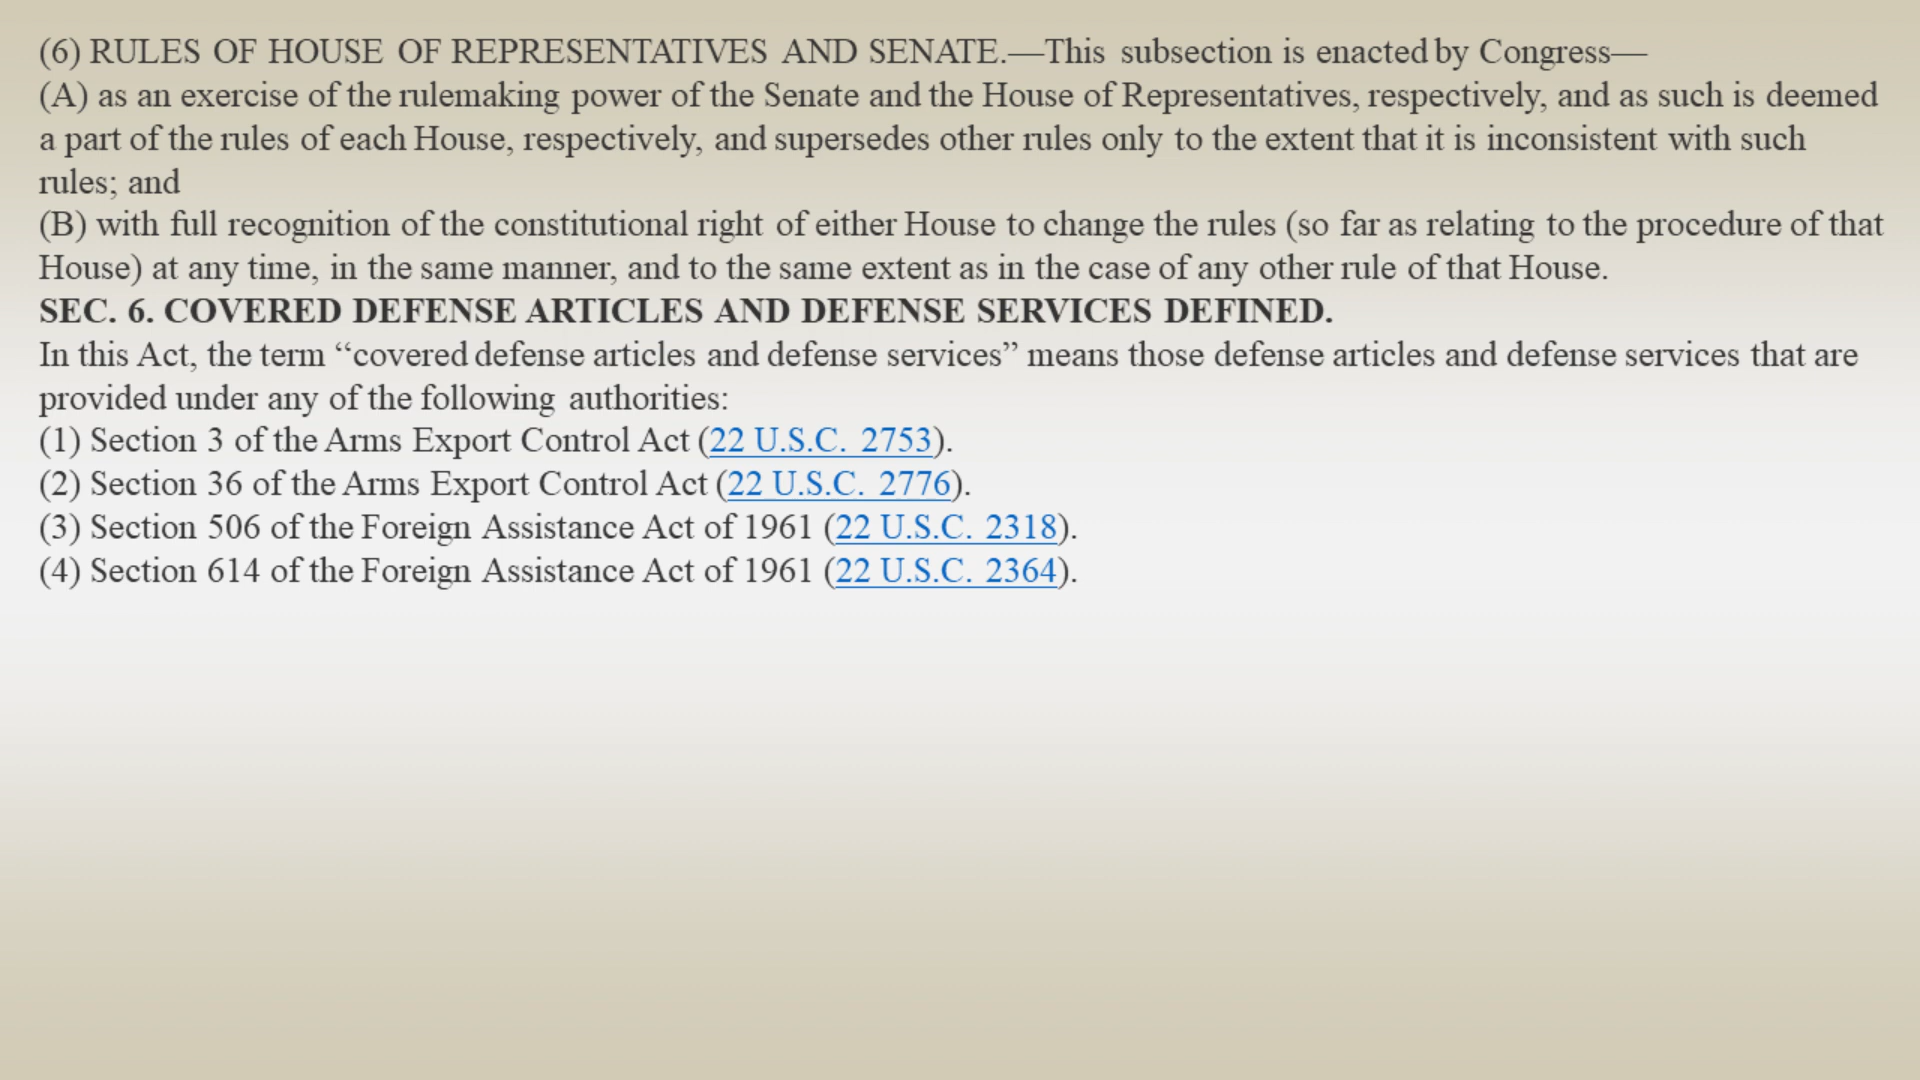 (6) RULES OF HOUSE OF REPRESENTATIVES AND SENATE.—This subsection is enacted by Congress—
(A) as an exercise of the rulemaking power of the Senate and the House of Representatives, respectively, and as such is deemed
a part of the rules of each House, respectively, and supersedes other rules only to the extent that it is inconsistent with such
rules; and
(B) with full recognition of the constitutional right of either House to change the rules (so far as relating to the procedure of that
House) at any time, in the same manner, and to the same extent as in the case of any other rule of that House.
SEC. 6. COVERED DEFENSE ARTICLES AND DEFENSE SERVICES DEFINED.
In this Act, the term “covered defense articles and defense services” means those defense articles and defense services that are
provided under any of the following authorities:
(1) Section 3 of the Arms Export Control Act (22 U.S.C. 2753).
(2) Section 36 of the Arms Export Control Act (22 U.S.C. 2776).
(3) Section 506 of the Foreign Assistance Act of 1961 (22 U.S.C. 2318).
(4) Section 614 of the Foreign Assistance Act of 1961 (22 U.S.C. 2364).